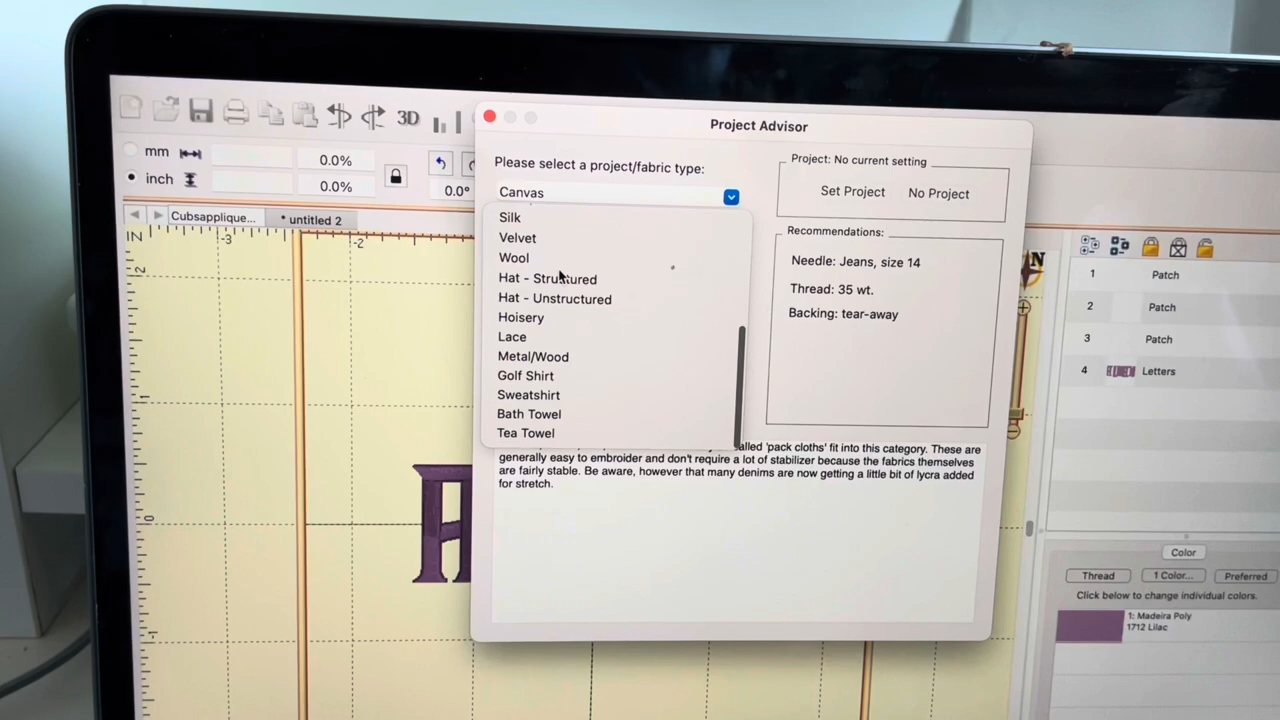 3D
mm
0.0%
inch
0.0%
0.0°
Cubsapplique...
* untitled 2
IN
-3
-2
2
1
0
-1
Project Advisor
Please select a project/fabric type:
Canvas
Silk
Velvet
Wool
Hat - Structured
Hat - Unstructured
Hoisery
Lace
Metal/Wood
Golf Shirt
Sweatshirt
Bath Towel
Tea Towel
Project: No current setting
Set Project No Project
Recommendations:
Needle: Jeans, size 14
Thread: 35 wt.
Backing: tear-away
called 'pack cloths' fit into this category. These are
generally easy to embroider and don't require a lot of stabilizer because the fabrics themselves
are fairly stable. Be aware, however that many denims are now getting a little bit of lycra added
for stretch.
N
1 Patch
2 Patch
3 Patch
4 Letters
Color
Thread 1 Color... Preferred
Click below to change individual colors.
1: Madeira Poly
1712 Lilac